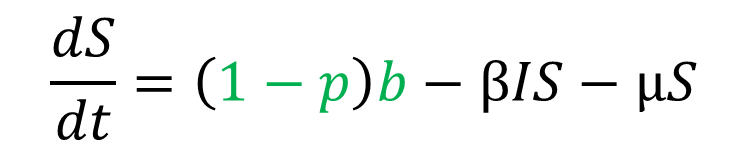 dS/dt = (1 − p)b − βIS − μS